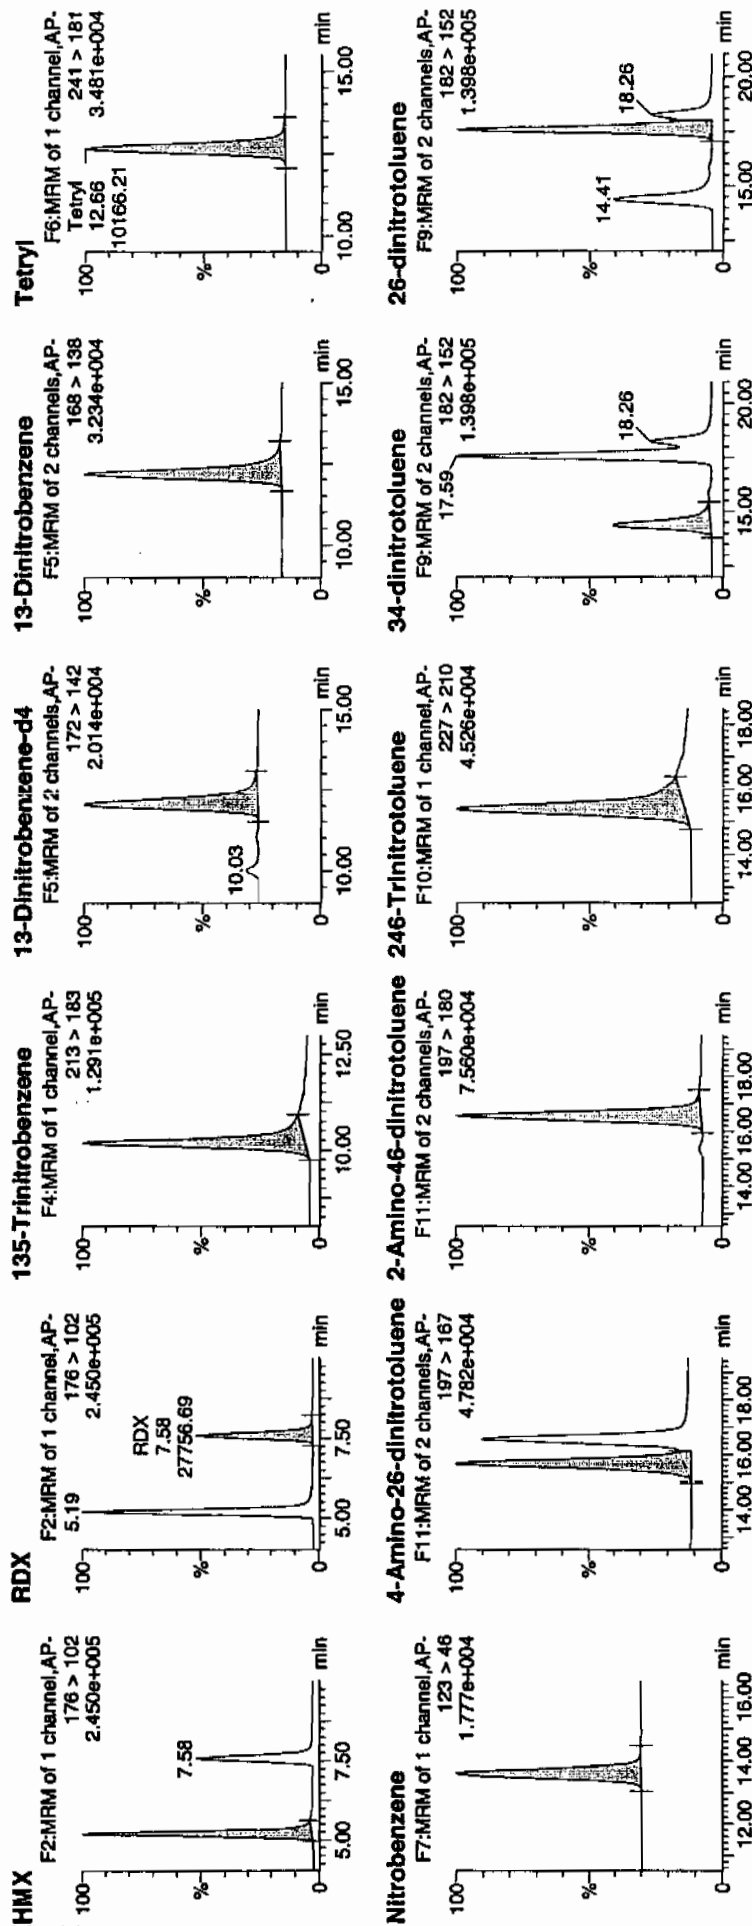 HMX
F2:MRM of 1 channel,AP-
176 > 102
2.450e+005
100
7.58
%
0
5.00
7.50
min
RDX
F2:MRM of 1 channel,AP-
5.19
176 > 102
2.450e+005
100
RDX
7.58
27756.69
%
0
5.00
7.50
min
135-Trinitrobenzene
F4:MRM of 1 channel,AP-
213 > 183
1.291e+005
100
%
0
10.00
12.50
min
13-Dinitrobenzene-d4
F5:MRM of 2 channels,AP-
172 > 142
2.014e+004
100
%
10.03
0
10.00
15.00
min
13-Dinitrobenzene
F5:MRM of 2 channels,AP-
168 > 138
3.234e+004
100
%
0
10.00
15.00
min
Tetryl
F6:MRM of 1 channel,AP-
Tetryl
241 > 181
12.66
3.481e+004
10166.21
100
%
0
10.00
15.00
min
Nitrobenzene
F7:MRM of 1 channel,AP-
123 > 46
1.777e+004
100
%
0
12.00
14.00
16.00
min
4-Amino-26-dinitrotoluene
F11:MRM of 2 channels,AP-
197 > 167
4.782e+004
100
%
0
14.00
16.00
18.00
min
2-Amino-46-dinitrotoluene
F11:MRM of 2 channels,AP-
197 > 180
7.560e+004
100
%
0
14.00
16.00
18.00
min
246-Trinitrotoluene
F10:MRM of 1 channel,AP-
227 > 210
4.526e+004
100
%
0
14.00
16.00
18.00
min
34-dinitrotoluene
F9:MRM of 2 channels,AP-
17.59
182 > 152
1.398e+005
100
%
18.26
0
15.00
20.00
min
26-dinitrotoluene
F9:MRM of 2 channels,AP-
182 > 152
1.398e+005
100
14.41
18.26
%
0
15.00
20.00
min